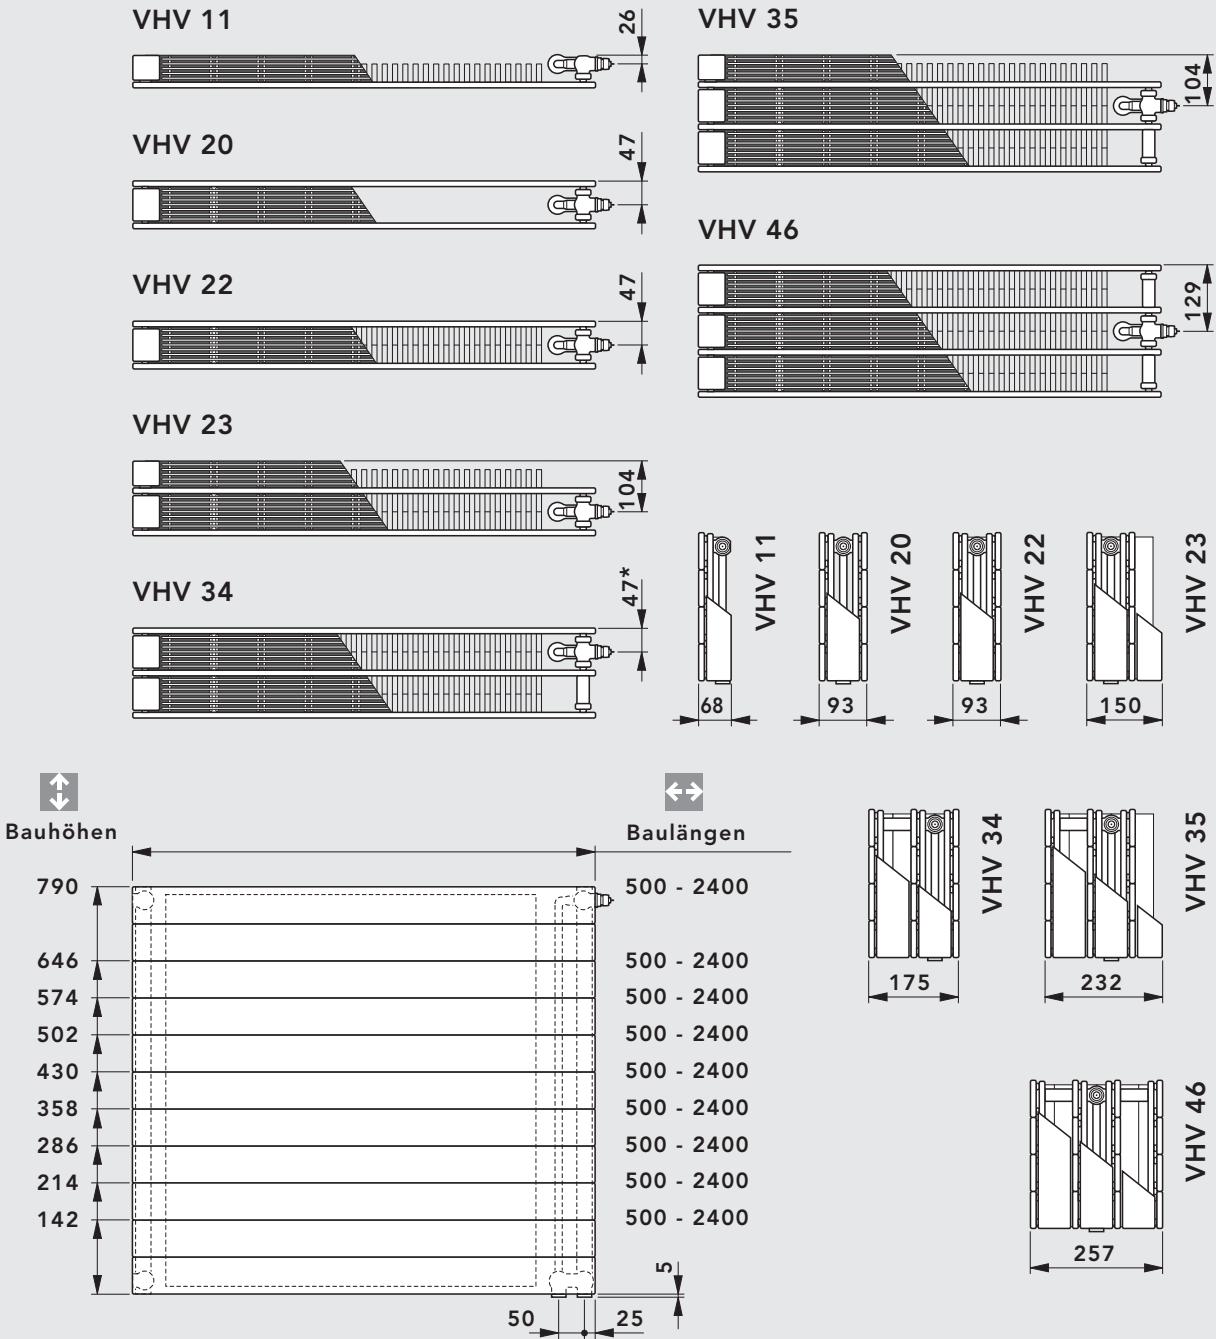 VHV 11
26
VHV 20
47
VHV 22
47
VHV 23
104
VHV 34
47*
VHV 35
104
VHV 46
129
VHV 11
68
VHV 20
93
VHV 22
93
VHV 23
150
Bauhöhen
Baulängen
790
500 - 2400
646
500 - 2400
574
500 - 2400
502
500 - 2400
430
500 - 2400
358
500 - 2400
286
500 - 2400
214
500 - 2400
142
500 - 2400
5
50
25
VHV 34
175
VHV 35
232
VHV 46
257